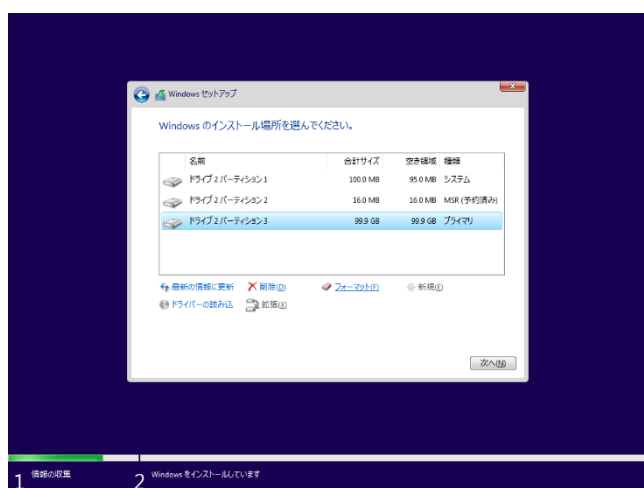 Windows セットアップ
Windows のインストール場所を選んでください。
名前 合計サイズ 空き領域 種類
ドライブ 2 パーティション 1 100.0 MB 95.0 MB システム
ドライブ 2 パーティション 2 16.0 MB 16.0 MB MSR (予約済み)
ドライブ 2 パーティション 3 99.9 GB 99.9 GB プライマリ
最新の情報に更新 削除(D) フォーマット(F) 新規(E)
ドライバーの読み込 拡張(X)
次へ(N)
1 情報の収集 2 Windows をインストールしています